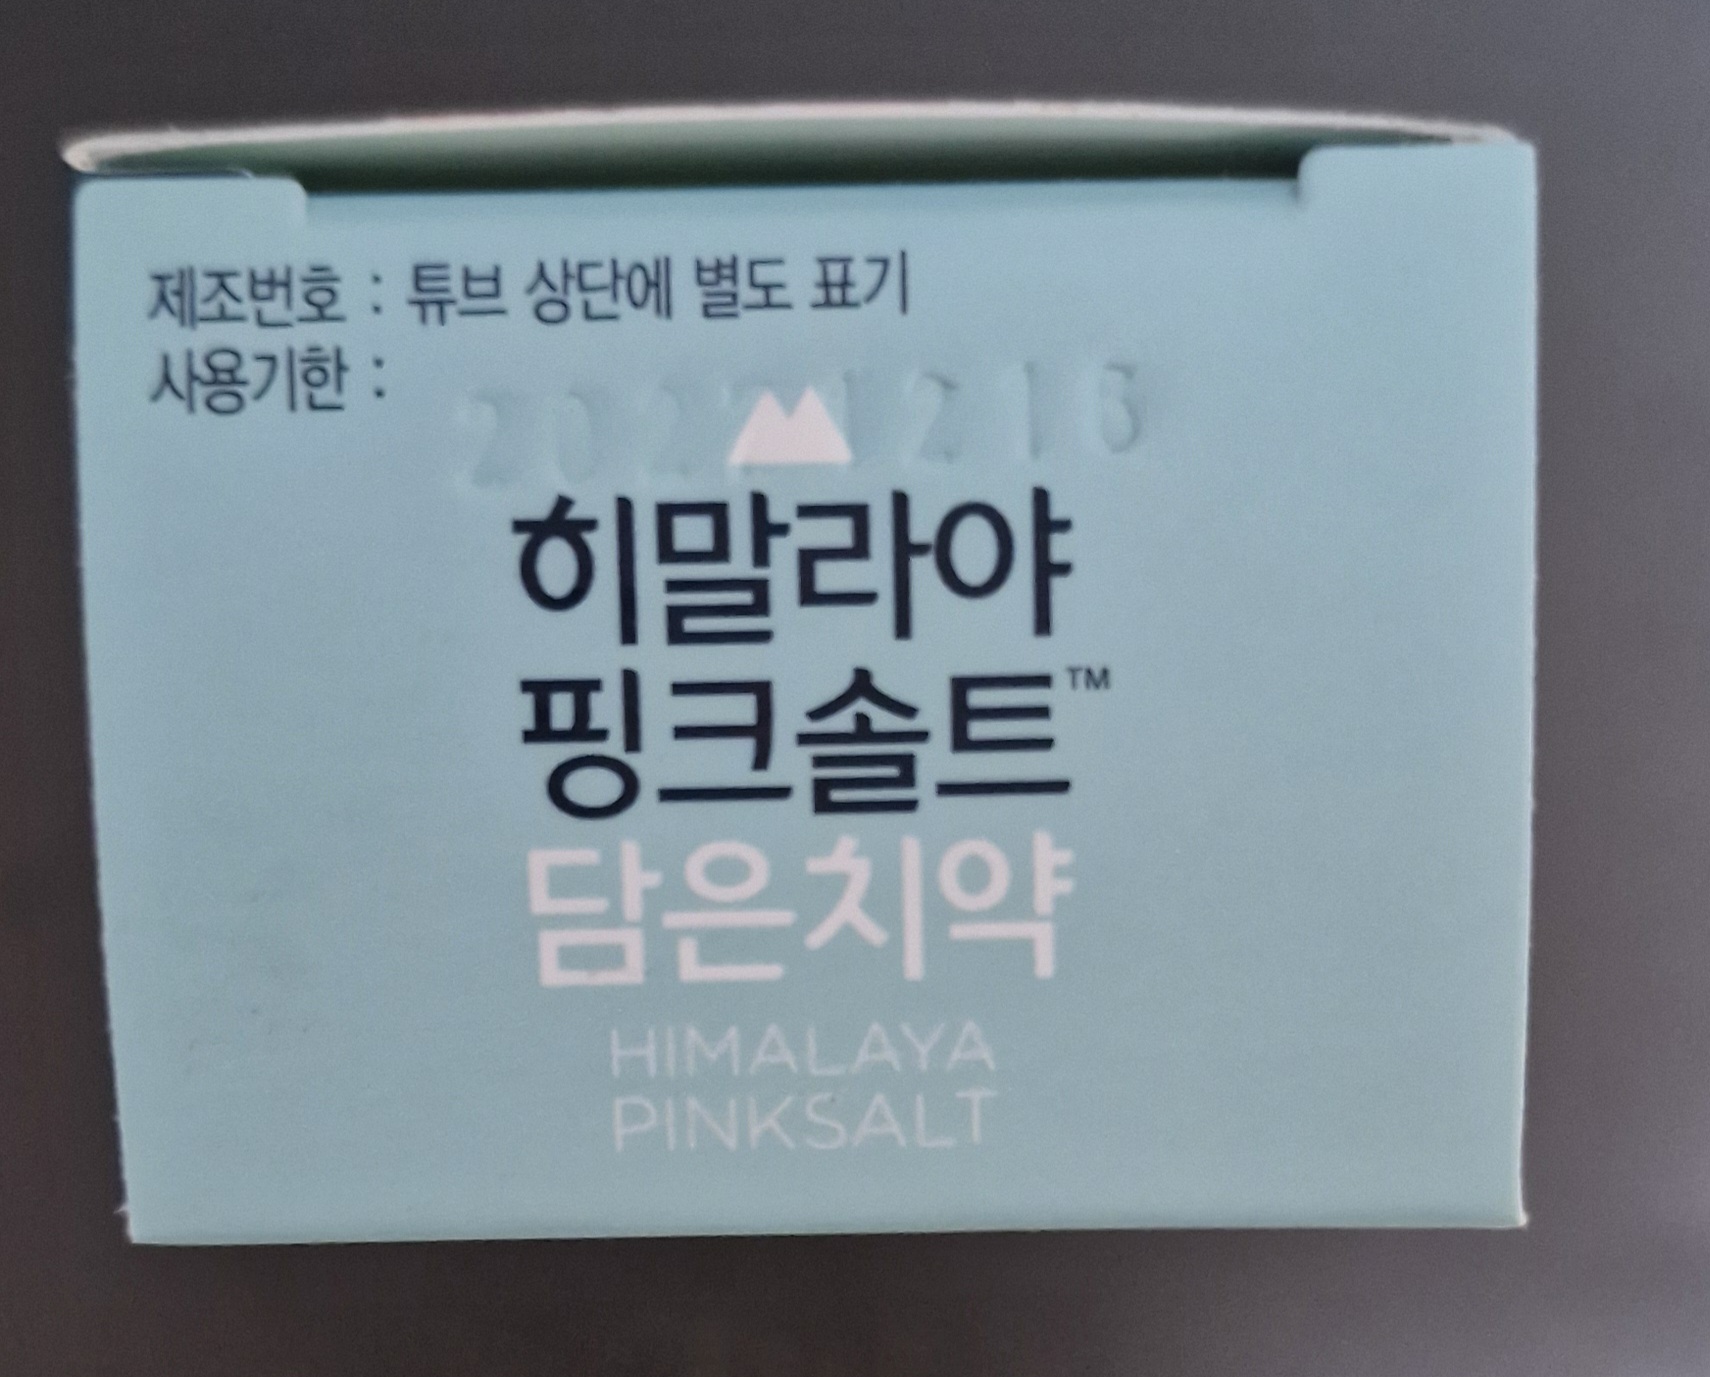 제조번호 : 튜브 상단에 별도 표기
사용기한 :
히말라야
핑크솔트™
담은치약
HIMALAYA
PINKSALT